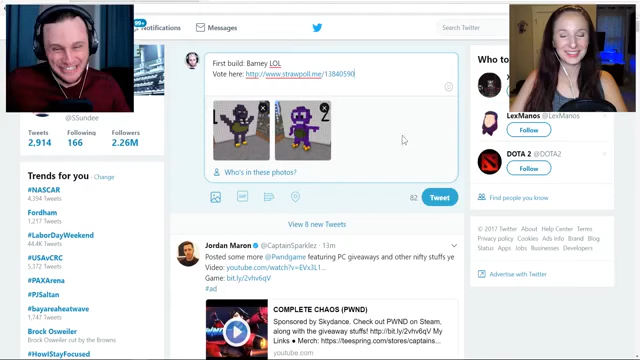 99+
Notifications
Messages
Search Twitter
First build: Barney LOL
Vote here: http://www.strawpoll.me/13840590
1
2
Who's in these photos?
GIF
82
Tweet
@SSundee
Tweets
Following
Followers
2,914
166
2.26M
Trends for you · Change
#NASCAR
4,394 Tweets
Fordham
1,217 Tweets
#LaborDayWeekend
44.4K Tweets
#USAvCRC
5,372 Tweets
#PAXArena
#PJSaltan
#bayareaheatwave
1,747 Tweets
Brock Osweiler
Brock Osweiler cut by the Browns
#HowIStayFocused
View 8 new Tweets
Jordan Maron @CaptainSparklez · 13m
Posted some more @Pwndgame featuring PC giveaways and other nifty stuffs ye
Video: youtube.com/watch?v=EVx3L1...
Game: bit.ly/2vhv6qV
#ad
COMPLETE CHAOS (PWND)
Sponsored by Skydance. Check out PWND on Steam,
along with the giveaway stuffs! http://bit.ly/2vhv6qV My
Links ● Merch: https://teespring.com/stores/captain...
youtube.com
Who to
Follow
LexManos @LexManos
Follow
DOTA 2 @DOTA2
Follow
Find people you know
© 2017 Twitter About Help Center Terms
Privacy policy Cookies Ads info Brand Blog
Status Apps Jobs Businesses Developers
Advertise with Twitter